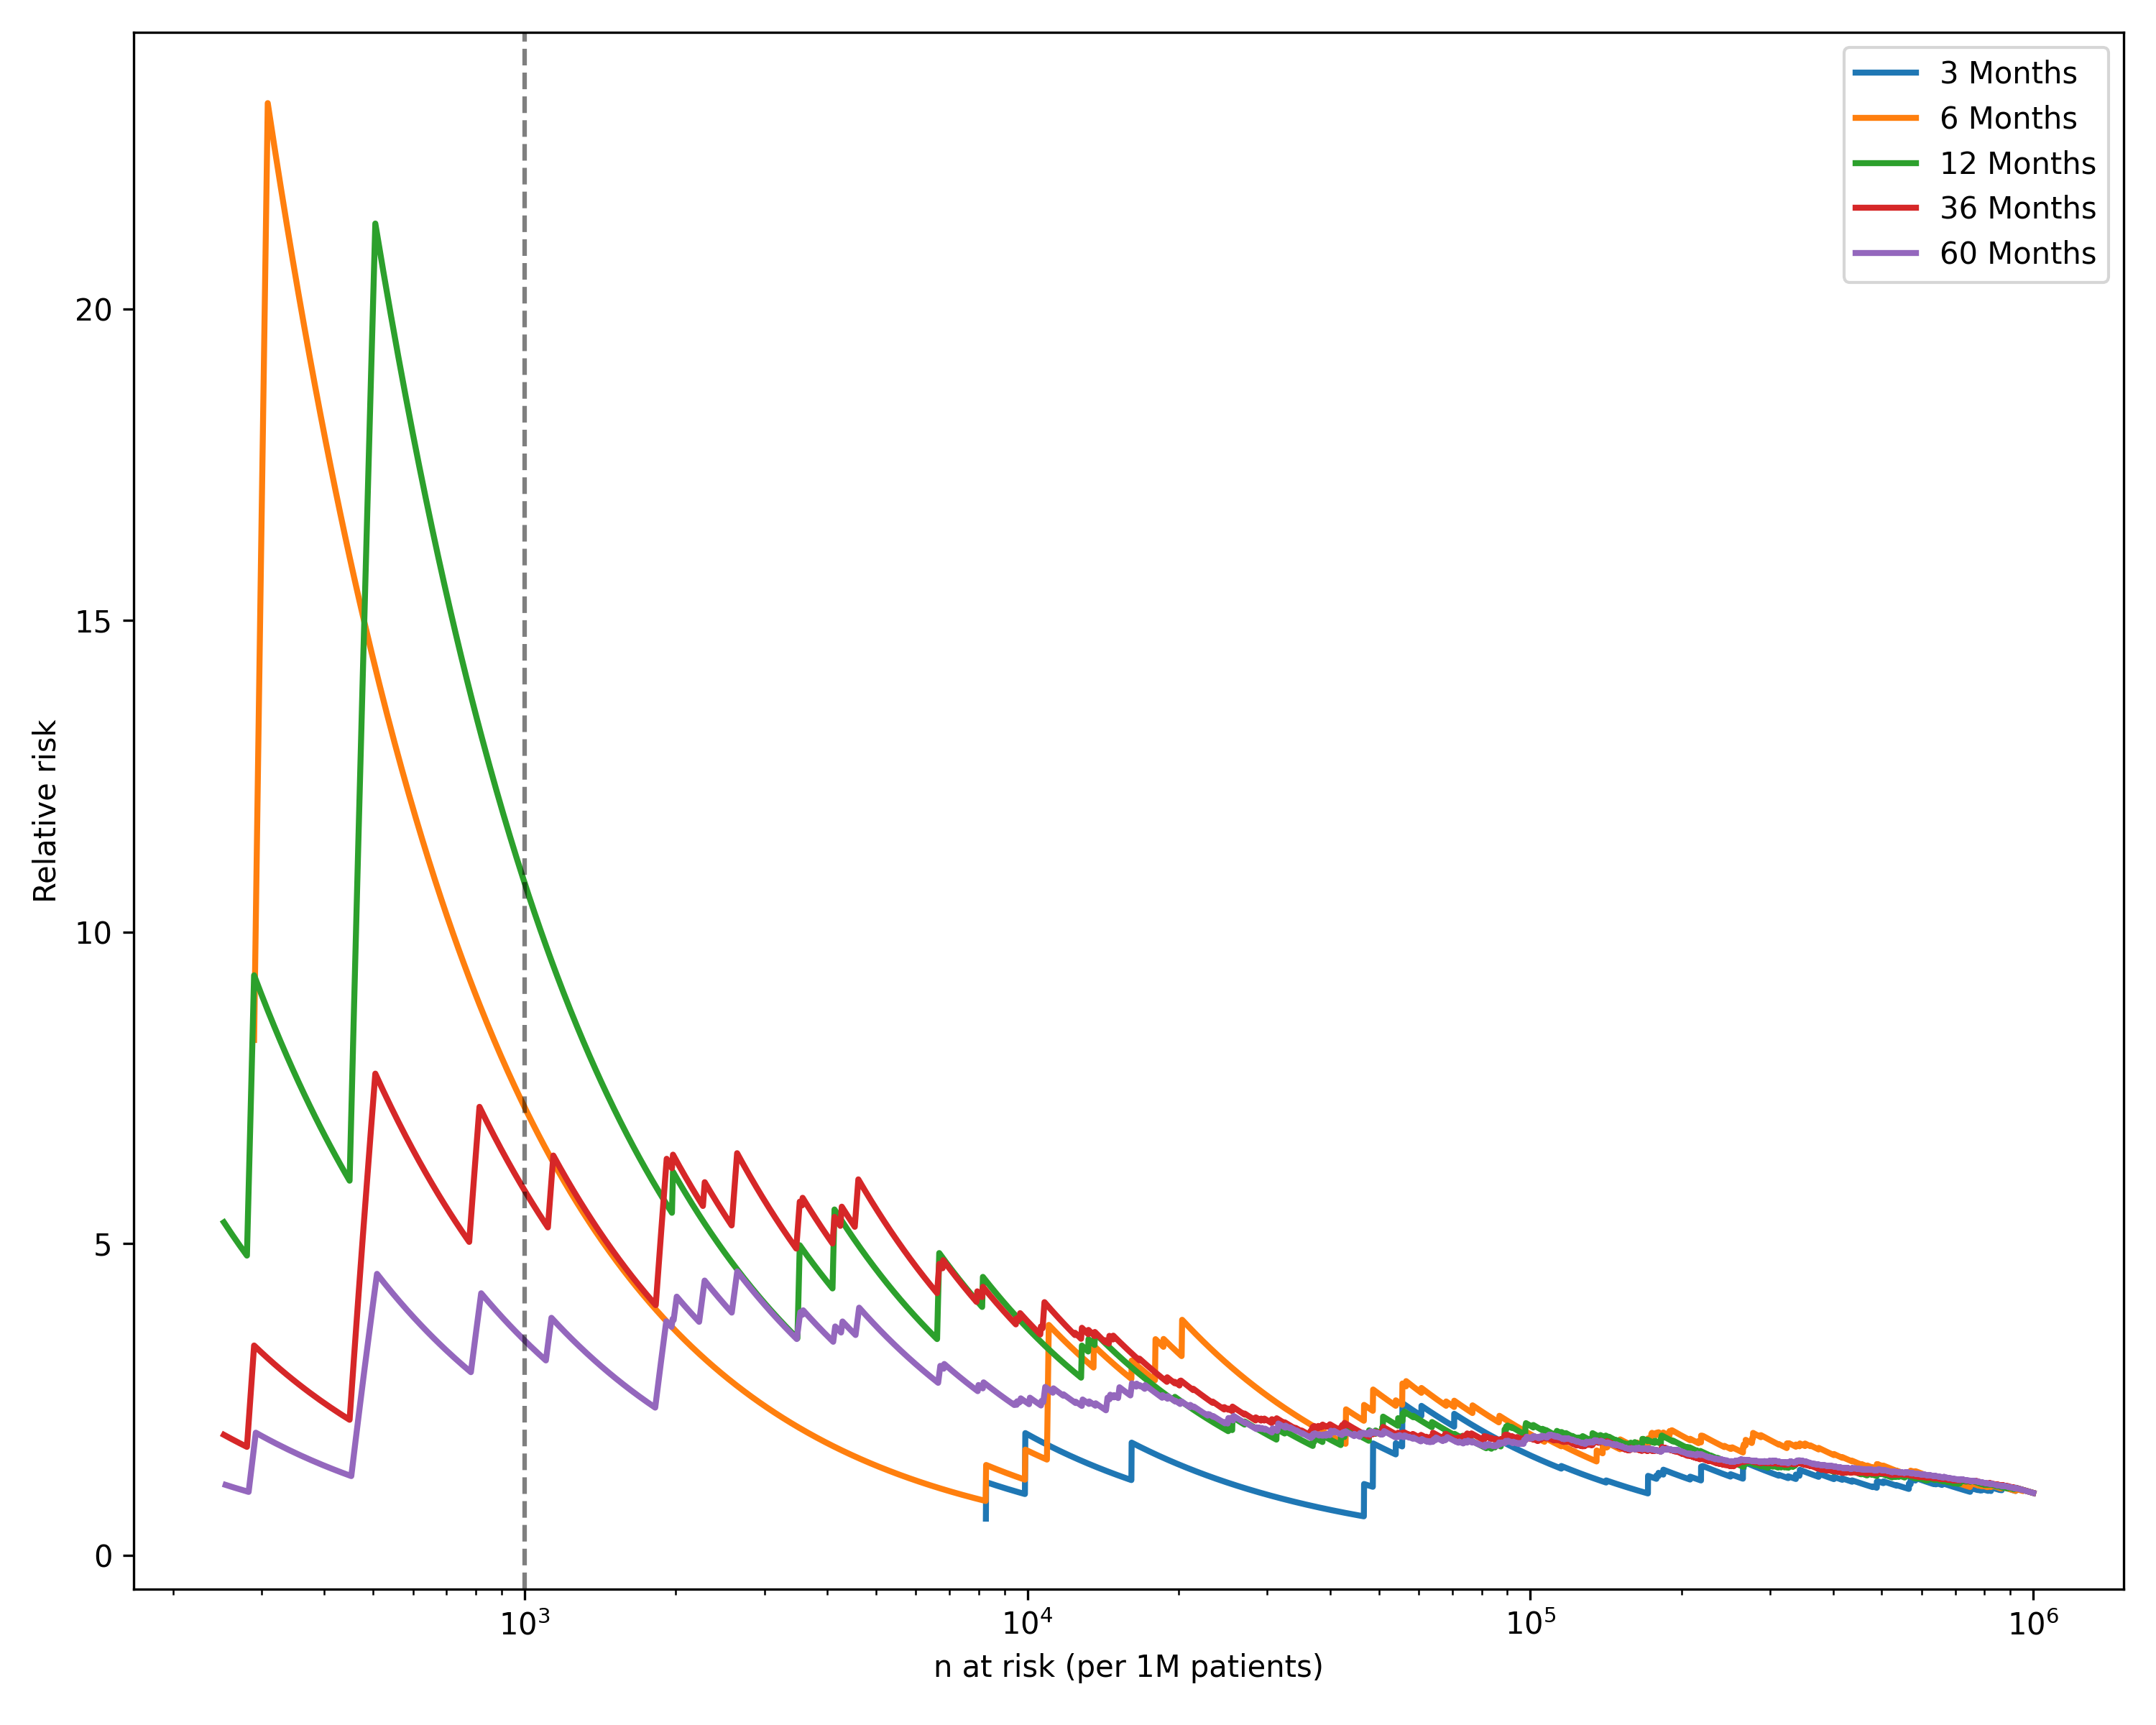 3 Months
6 Months
12 Months
36 Months
60 Months
20
15
10
5
0
Relative risk
10³
10⁴
10⁵
10⁶
n at risk (per 1M patients)